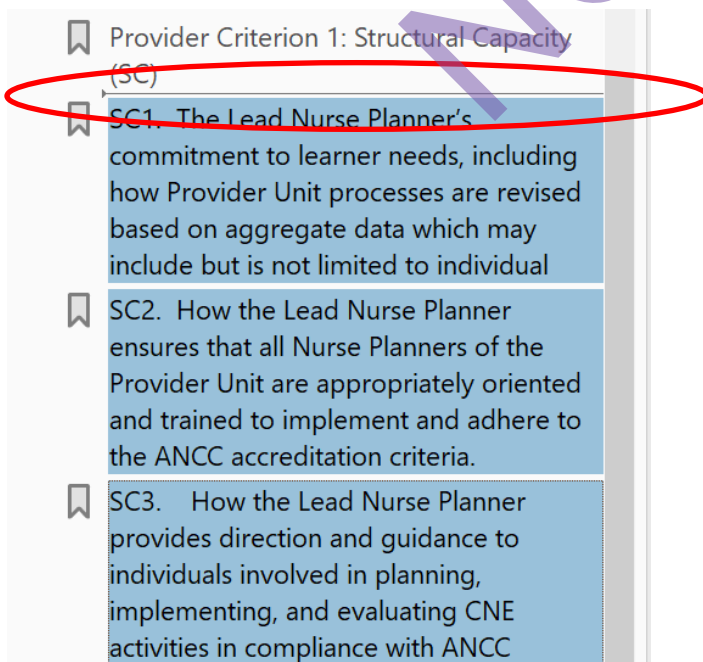 Provider Criterion 1: Structural Capacity
(SC)
SC1.  The Lead Nurse Planner’s
commitment to learner needs, including
how Provider Unit processes are revised
based on aggregate data which may
include but is not limited to individual
SC2.  How the Lead Nurse Planner
ensures that all Nurse Planners of the
Provider Unit are appropriately oriented
and trained to implement and adhere to
the ANCC accreditation criteria.
SC3.    How the Lead Nurse Planner
provides direction and guidance to
individuals involved in planning,
implementing, and evaluating CNE
activities in compliance with ANCC